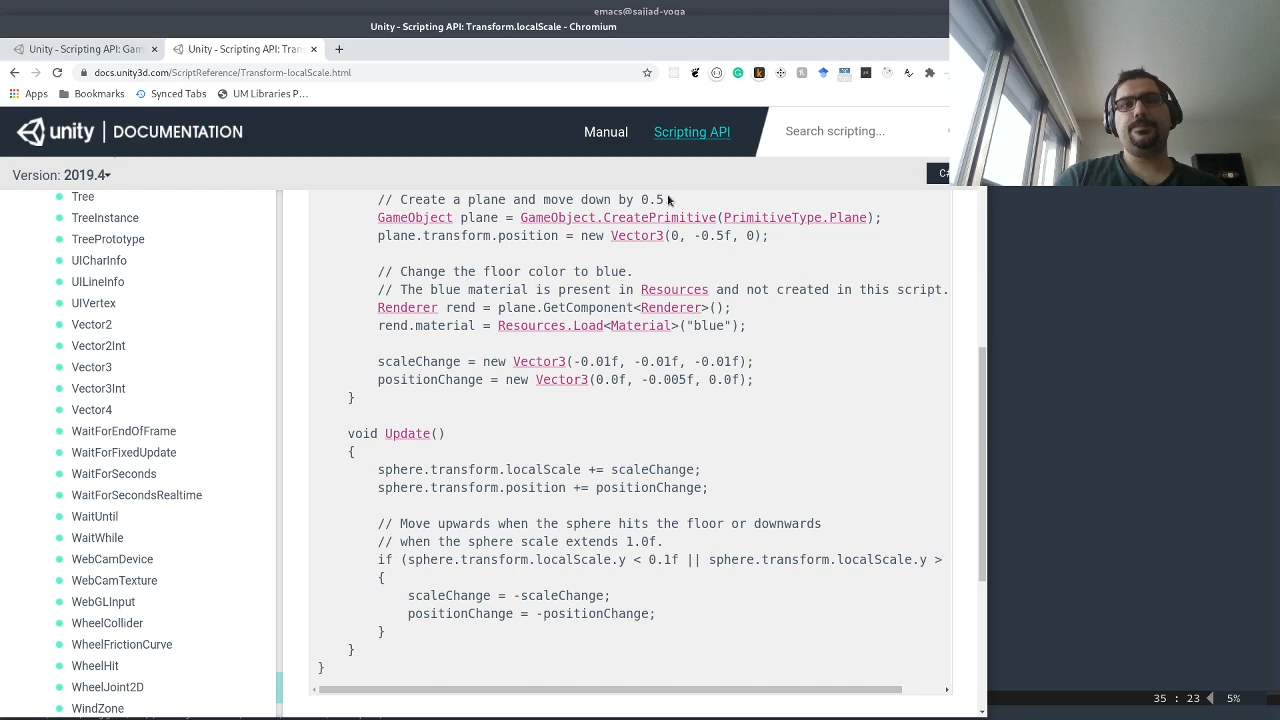 emacs@sajjad-yoga
Unity - Scripting API: Transform.localScale - Chromium
Unity - Scripting API: Gam
Unity - Scripting API: Tran
docs.unity3d.com/ScriptReference/Transform-localScale.html
Apps
Bookmarks
Synced Tabs
UM Libraries P…
unity | DOCUMENTATION
Manual
Scripting API
Search scripting...
Version: 2019.4
C#
Tree
TreeInstance
TreePrototype
UICharInfo
UILineInfo
UIVertex
Vector2
Vector2Int
Vector3
Vector3Int
Vector4
WaitForEndOfFrame
WaitForFixedUpdate
WaitForSeconds
WaitForSecondsRealtime
WaitUntil
WaitWhile
WebCamDevice
WebCamTexture
WebGLInput
WheelCollider
WheelFrictionCurve
WheelHit
WheelJoint2D
WindZone
// Create a plane and move down by 0.5
GameObject plane = GameObject.CreatePrimitive(PrimitiveType.Plane);
plane.transform.position = new Vector3(0, -0.5f, 0);
// Change the floor color to blue.
// The blue material is present in Resources and not created in this script.
Renderer rend = plane.GetComponent<Renderer>();
rend.material = Resources.Load<Material>("blue");
scaleChange = new Vector3(-0.01f, -0.01f, -0.01f);
positionChange = new Vector3(0.0f, -0.005f, 0.0f);
}
void Update()
{
sphere.transform.localScale += scaleChange;
sphere.transform.position += positionChange;
// Move upwards when the sphere hits the floor or downwards
// when the sphere scale extends 1.0f.
if (sphere.transform.localScale.y < 0.1f || sphere.transform.localScale.y >
{
scaleChange = -scaleChange;
positionChange = -positionChange;
}
}
}
35 : 23
5%